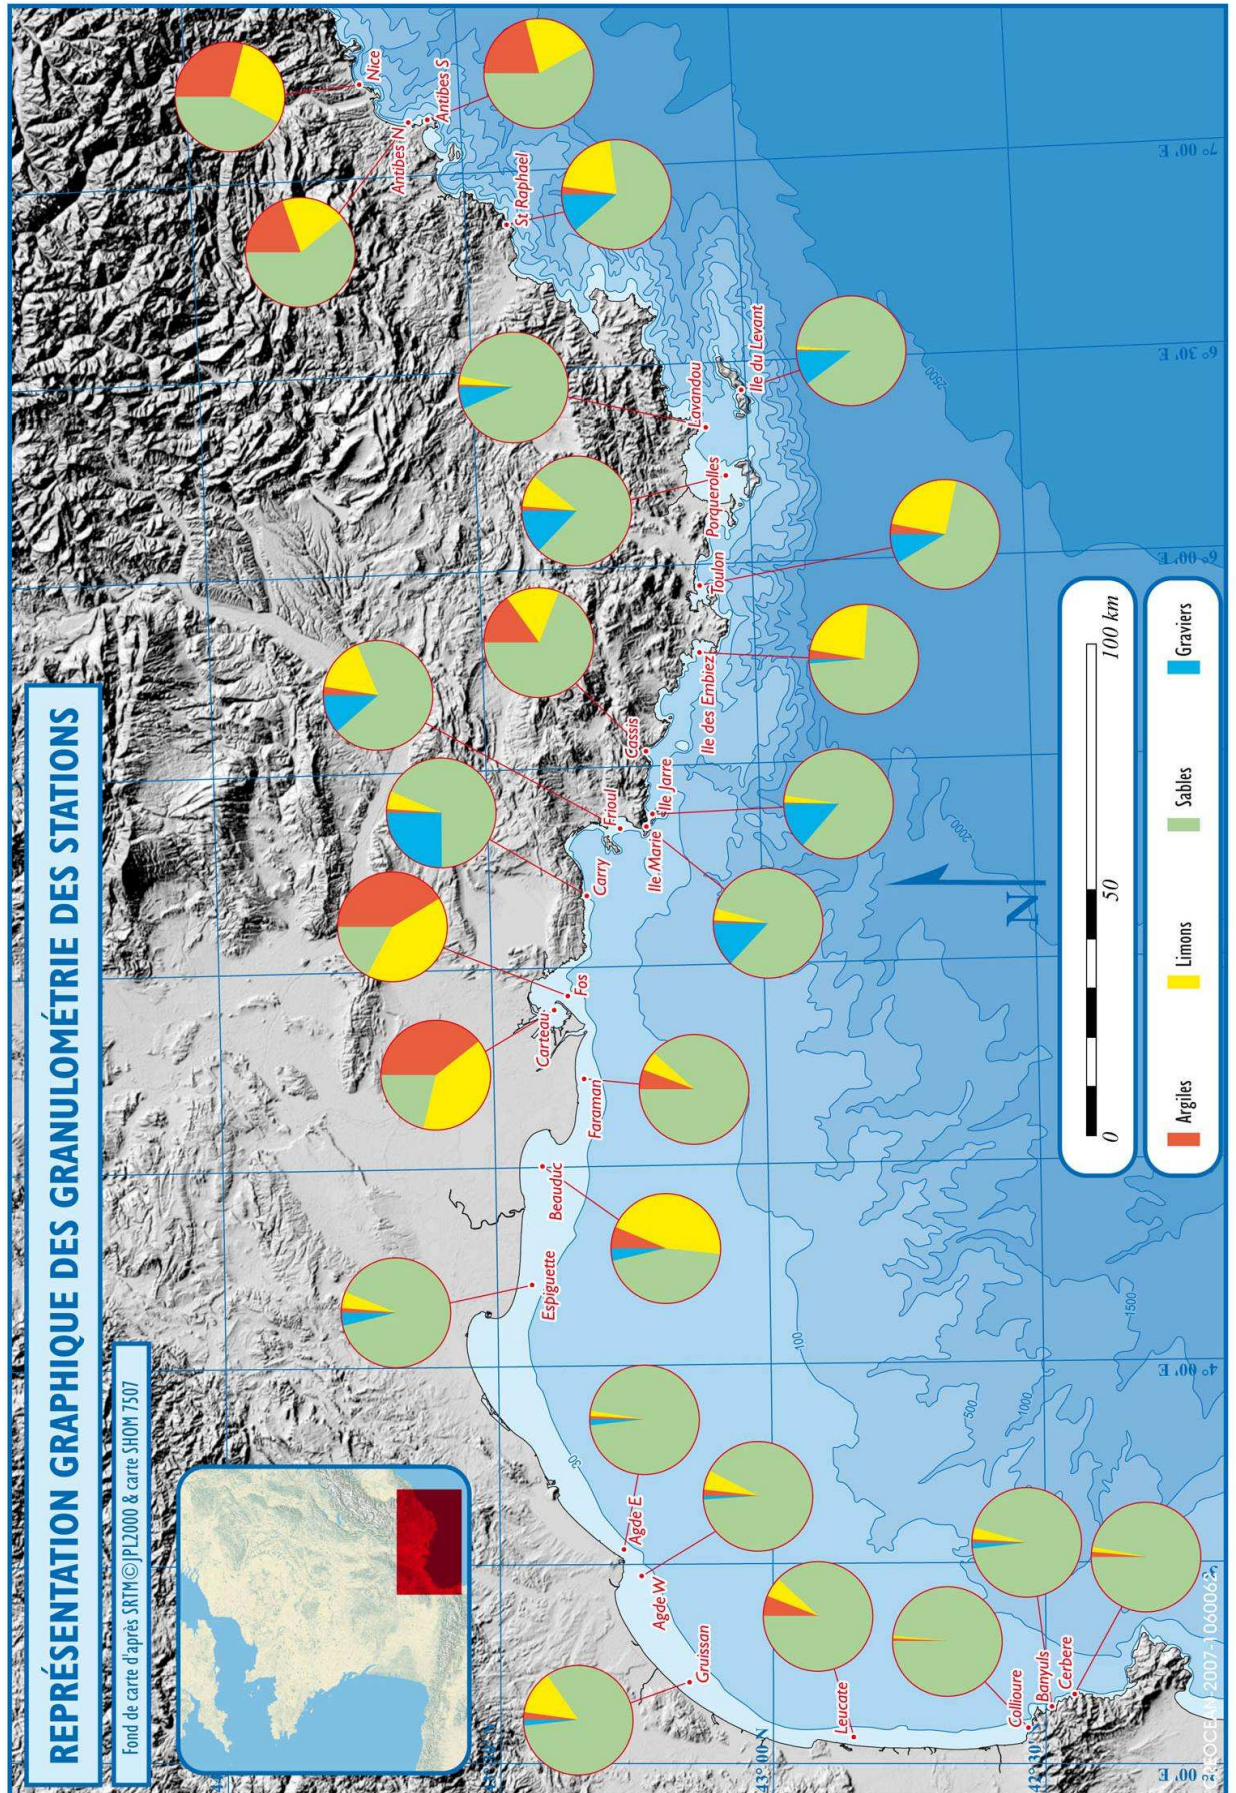 REPRÉSENTATION GRAPHIQUE DES GRANULOMÉTRIE DES STATIONS
Fond de carte d'après SRTM©JPL2000 & carte SHOM 7507
Nice
Antibes N
Antibes S
St Raphael
Ile du Levant
Lavandou
Porquerolles
Toulon
Ile des Embiez
Cassis
Ile Jarre
Ile Marie
Frioul
Carry
Fos
Carteau
Faraman
Beauduc
Espiguette
Agde E
Agde W
Gruissan
Leucate
Collioure
Banyuls
Cerbere
43° 00' N
42° 30' N
4° 00' E
6° 00' E
6° 30' E
7° 00' E
-50
-100
-500
-1000
-1500
-2000
-2500
N
0
50
100 km
Argiles
Limons
Sables
Graviers